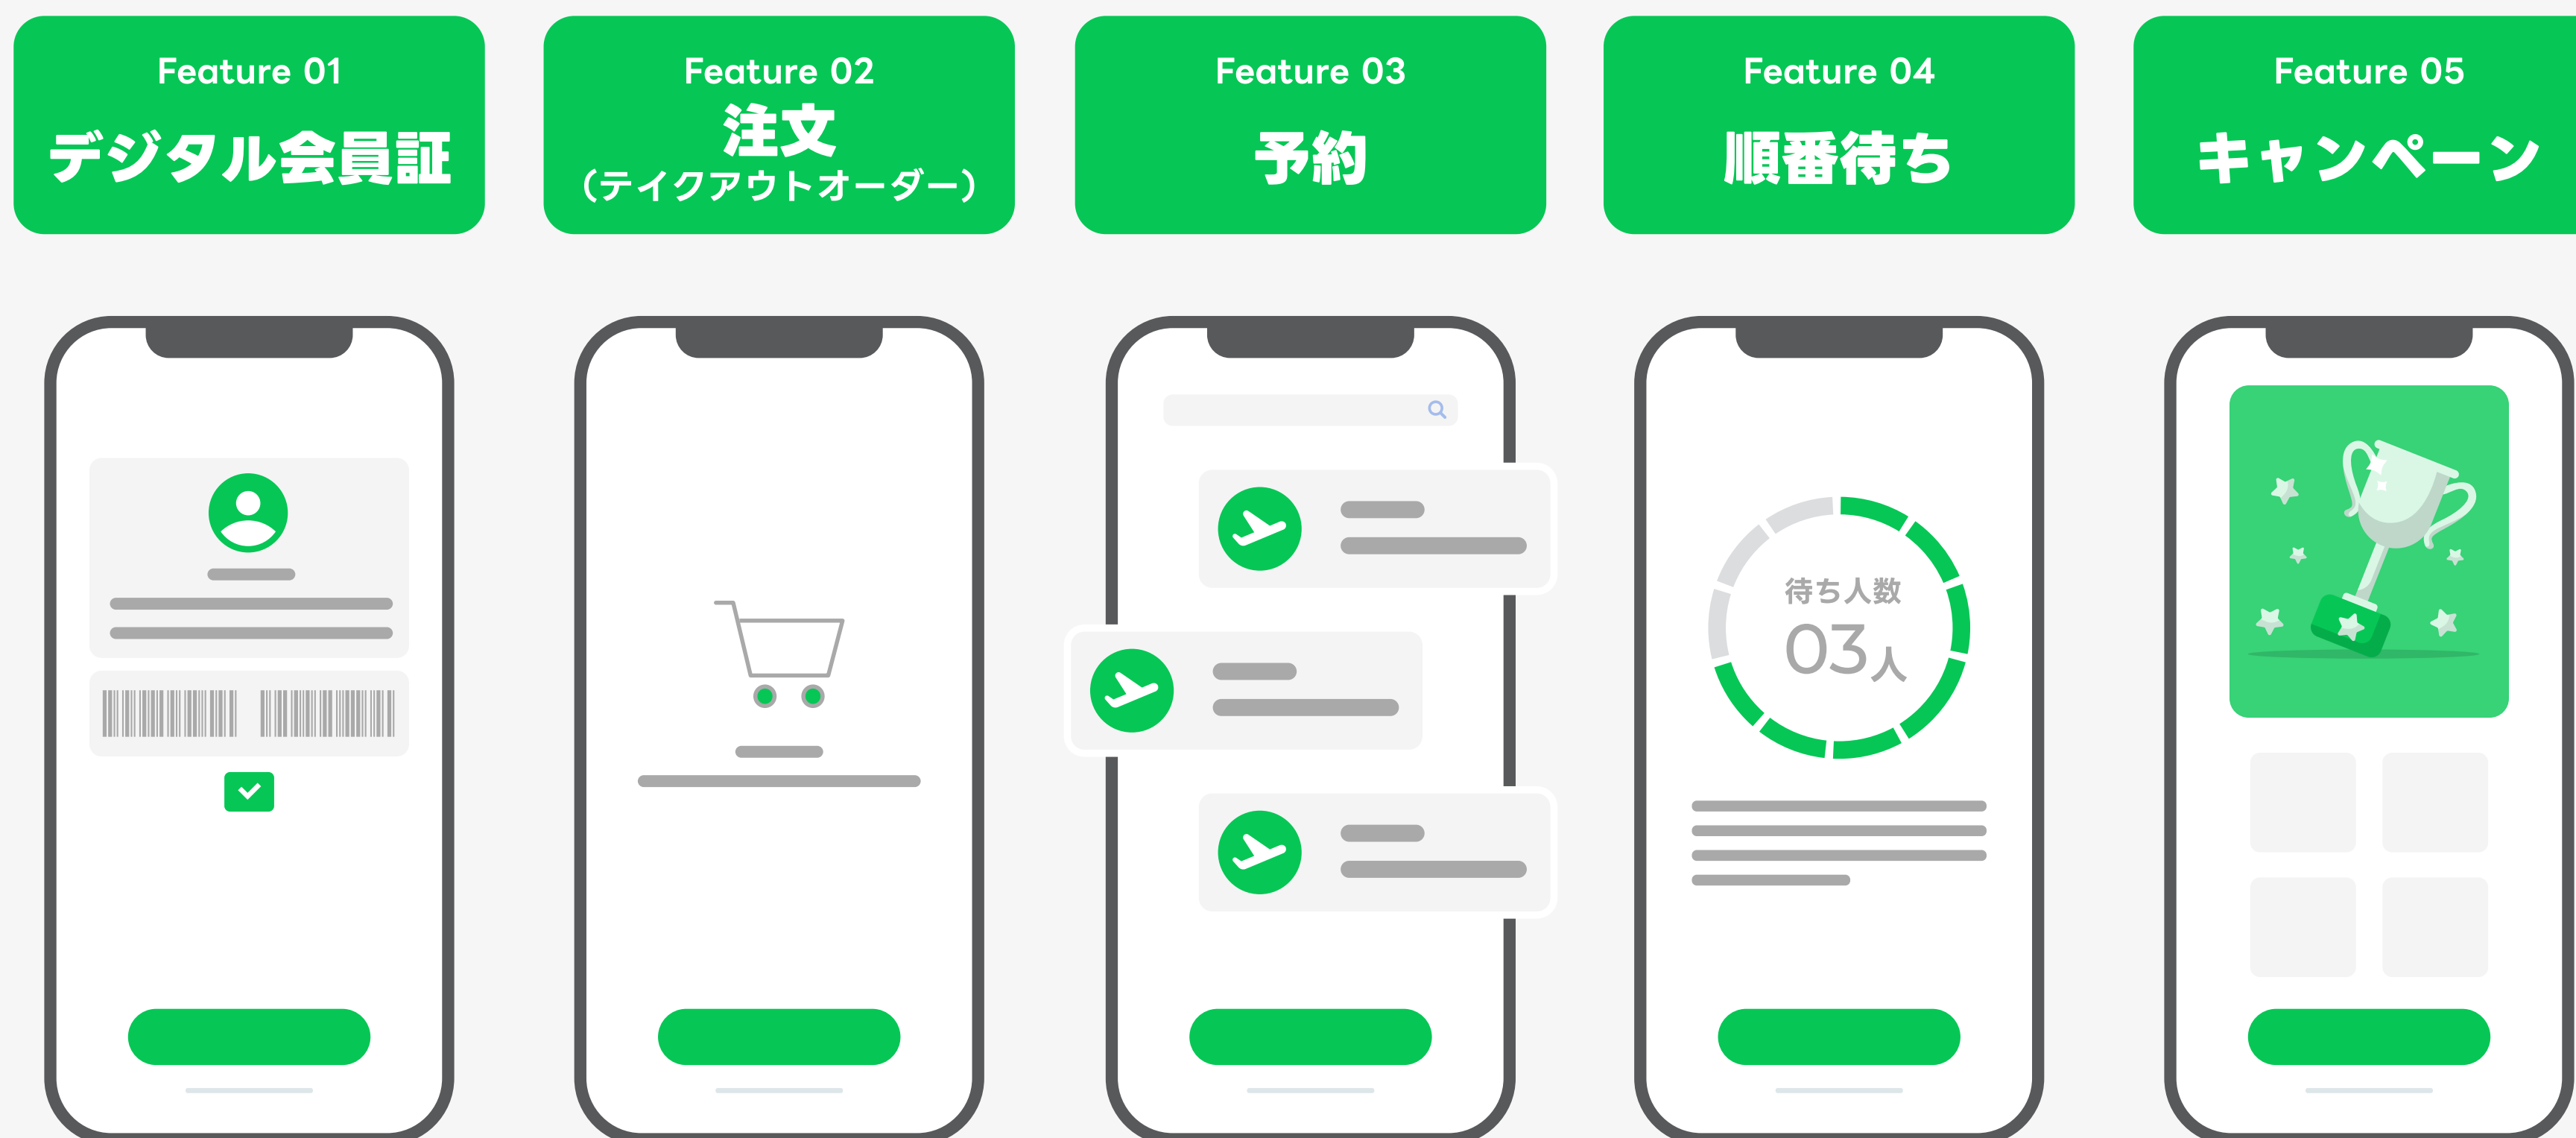 Feature 01
デジタル会員証
Feature 02
注文
(テイクアウトオーダー)
Feature 03
予約
Feature 04
順番待ち
Feature 05
キャンペーン
待ち人数
03人